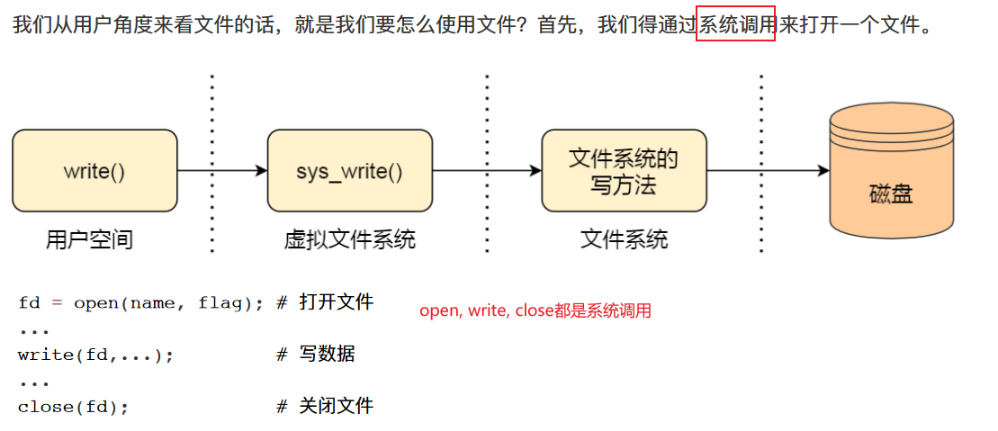 我们从用户角度来看文件的话，就是我们要怎么使用文件？首先，我们得通过系统调用来打开一个文件。
write()
sys_write()
文件系统的
写方法
磁盘
用户空间
虚拟文件系统
文件系统
fd = open(name, flag); # 打开文件
open, write, close都是系统调用
...
write(fd,...);         # 写数据
...
close(fd);             # 关闭文件